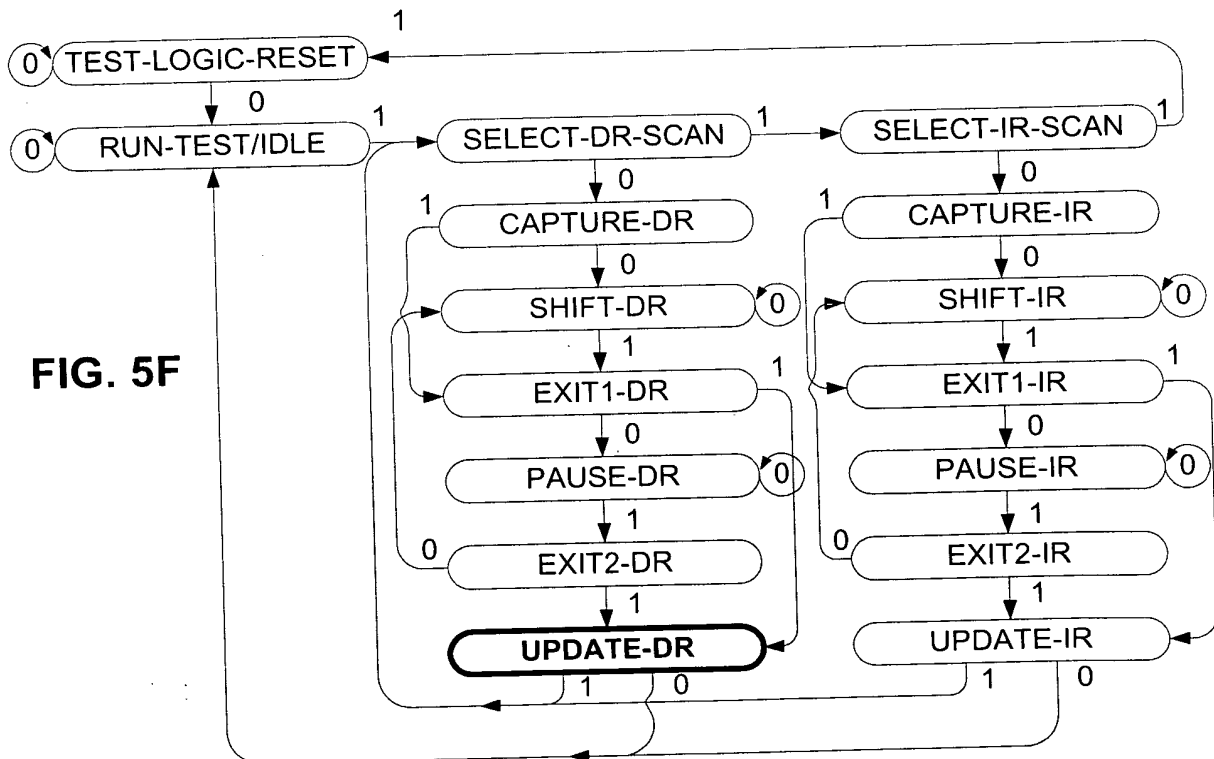 1
0 TEST-LOGIC-RESET
0
0 RUN-TEST/IDLE 1 SELECT-DR-SCAN 1 SELECT-IR-SCAN 1
0 0
1 CAPTURE-DR 1 CAPTURE-IR
0 0
SHIFT-DR 0 SHIFT-IR 0
1 1
FIG. 5F
EXIT1-DR 1 EXIT1-IR 1
0 0
PAUSE-DR 0 PAUSE-IR 0
1 1
0 EXIT2-DR 0 EXIT2-IR
1 1
UPDATE-DR UPDATE-IR
1 0 1 0